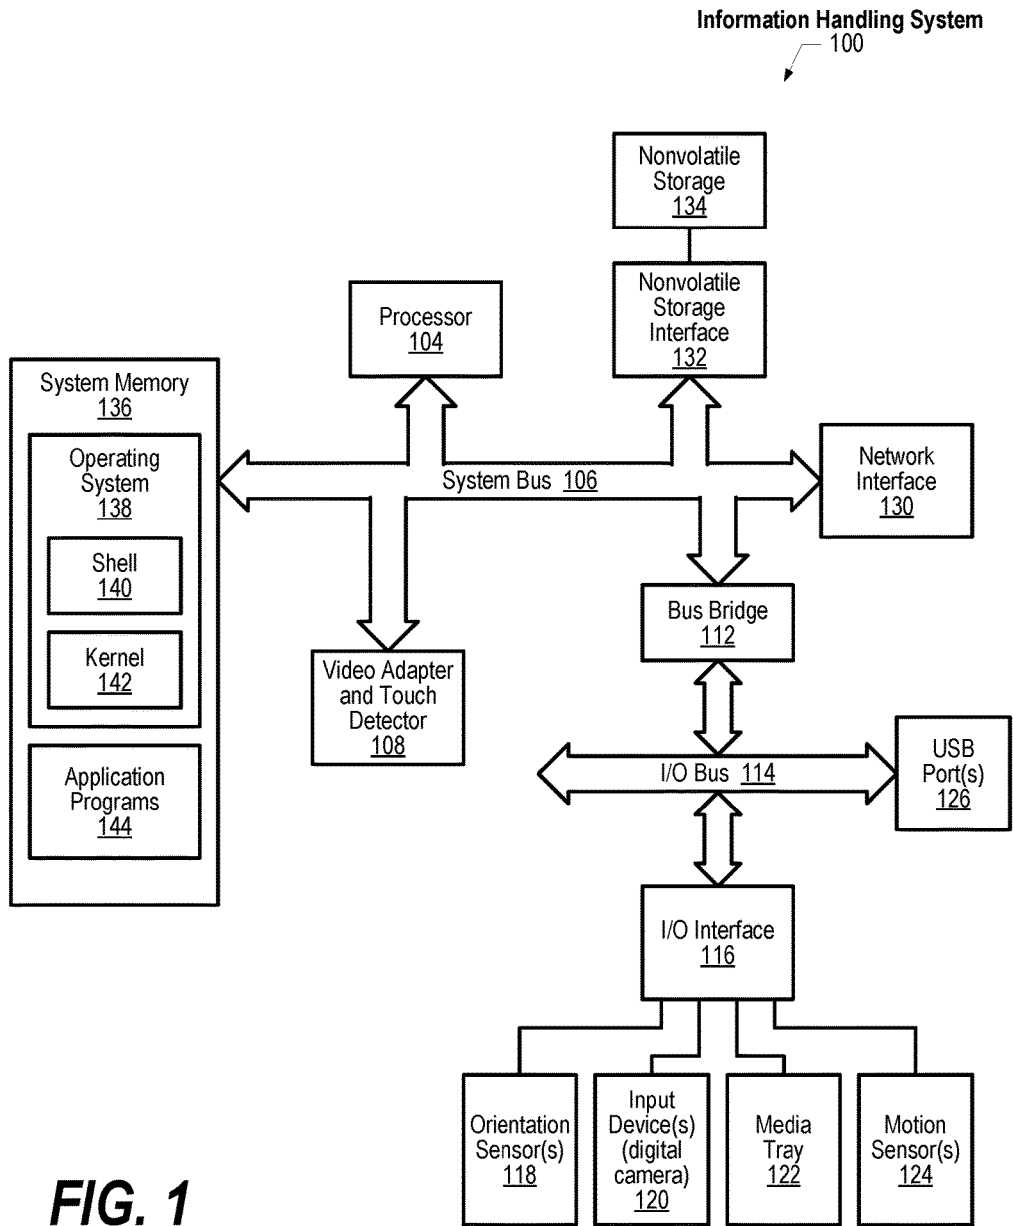 Information Handling System
100
Nonvolatile
Storage
134
Nonvolatile
Storage
Interface
132
Processor
104
System Memory
136
Operating
System
138
Shell
140
Kernel
142
Application
Programs
144
System Bus 106
Network
Interface
130
Bus Bridge
112
Video Adapter
and Touch
Detector
108
I/O Bus 114
USB
Port(s)
126
I/O Interface
116
Orientation
Sensor(s)
118
Input
Device(s)
(digital
camera)
120
Media
Tray
122
Motion
Sensor(s)
124
FIG. 1